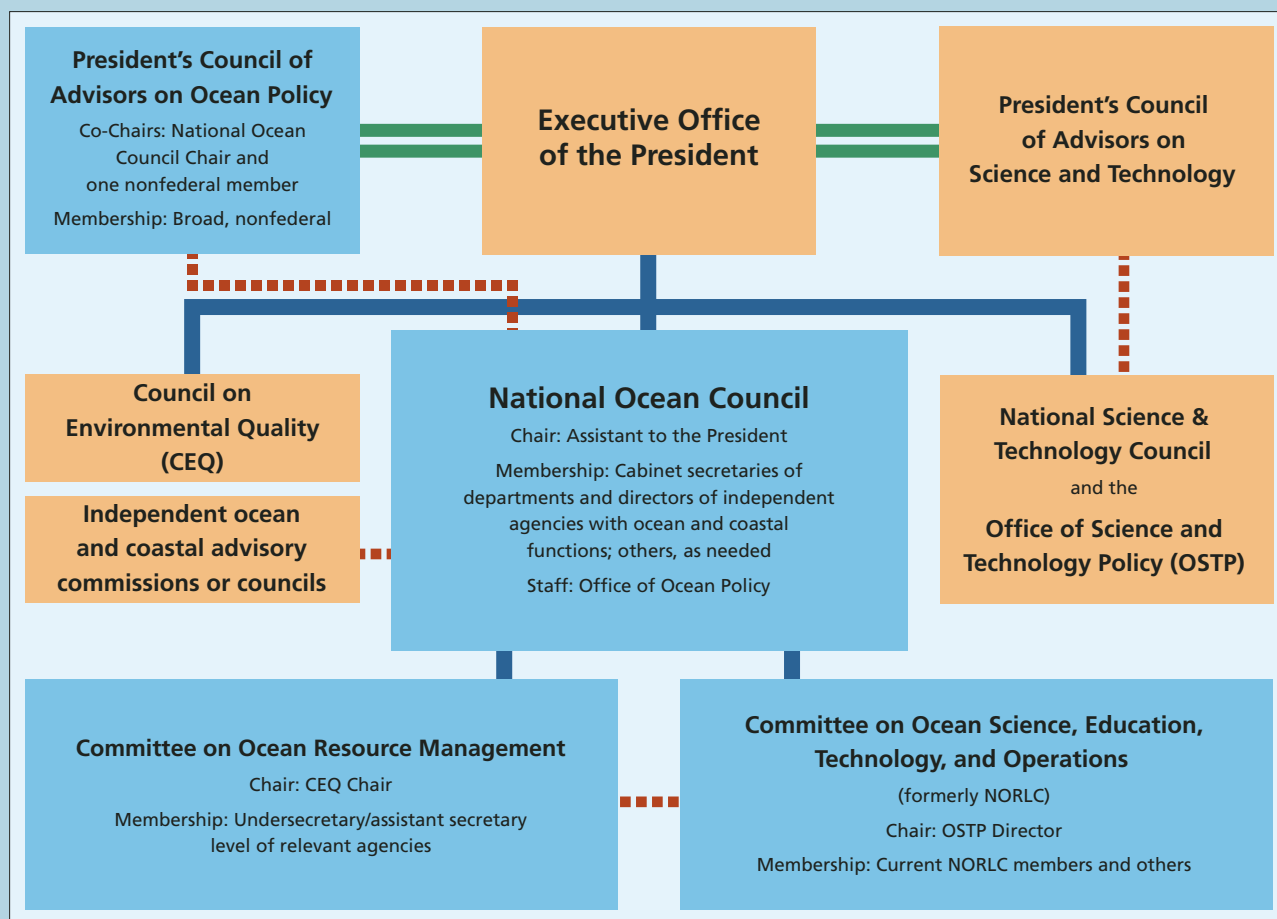 President’s Council of
Advisors on Ocean Policy
Co-Chairs: National Ocean
Council Chair and
one nonfederal member
Membership: Broad, nonfederal
Executive Office
of the President
President’s Council
of Advisors on
Science and Technology
Council on
Environmental Quality
(CEQ)
Independent ocean
and coastal advisory
commissions or councils
National Ocean Council
Chair: Assistant to the President
Membership: Cabinet secretaries of
departments and directors of independent
agencies with ocean and coastal
functions; others, as needed
Staff: Office of Ocean Policy
National Science &
Technology Council
and the
Office of Science and
Technology Policy (OSTP)
Committee on Ocean Resource Management
Chair: CEQ Chair
Membership: Undersecretary/assistant secretary
level of relevant agencies
Committee on Ocean Science, Education,
Technology, and Operations
(formerly NORLC)
Chair: OSTP Director
Membership: Current NORLC members and others